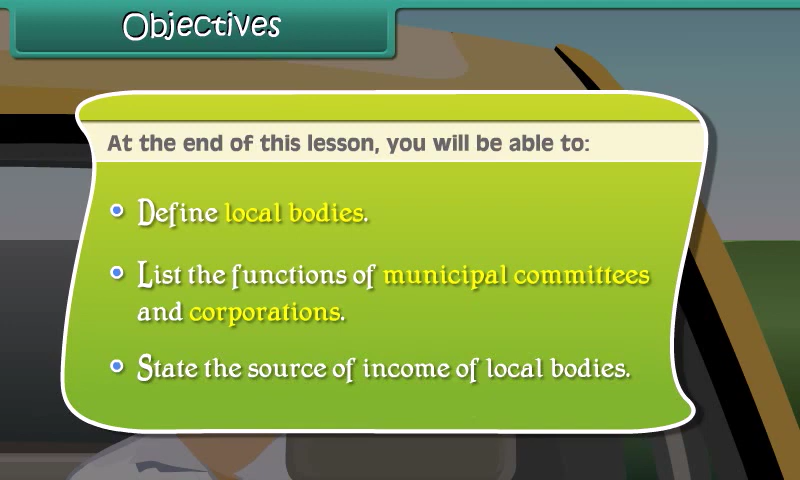 Objectives
At the end of this lesson, you will be able to:
Define local bodies.
List the functions of municipal committees
and corporations.
State the source of income of local bodies.